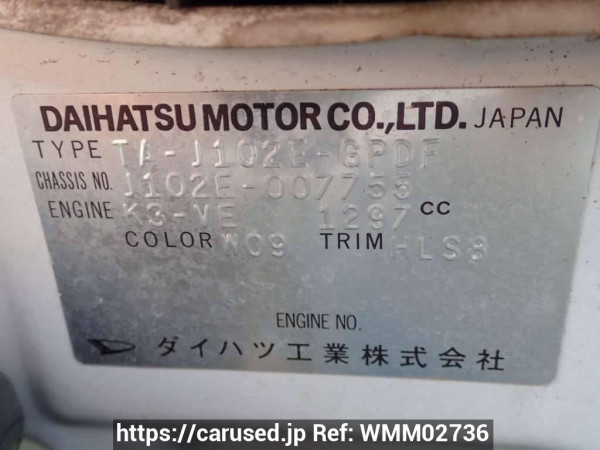 DAIHATSU MOTOR CO.,LTD. JAPAN
TYPE TA-J102E-GPDF
CHASSIS NO. J102E-007755
ENGINE K3-VE 1297 CC
COLOR W09 TRIM HLS8
ENGINE NO.
ダイハツ工業株式会社
https://carused.jp Ref: WMM02736